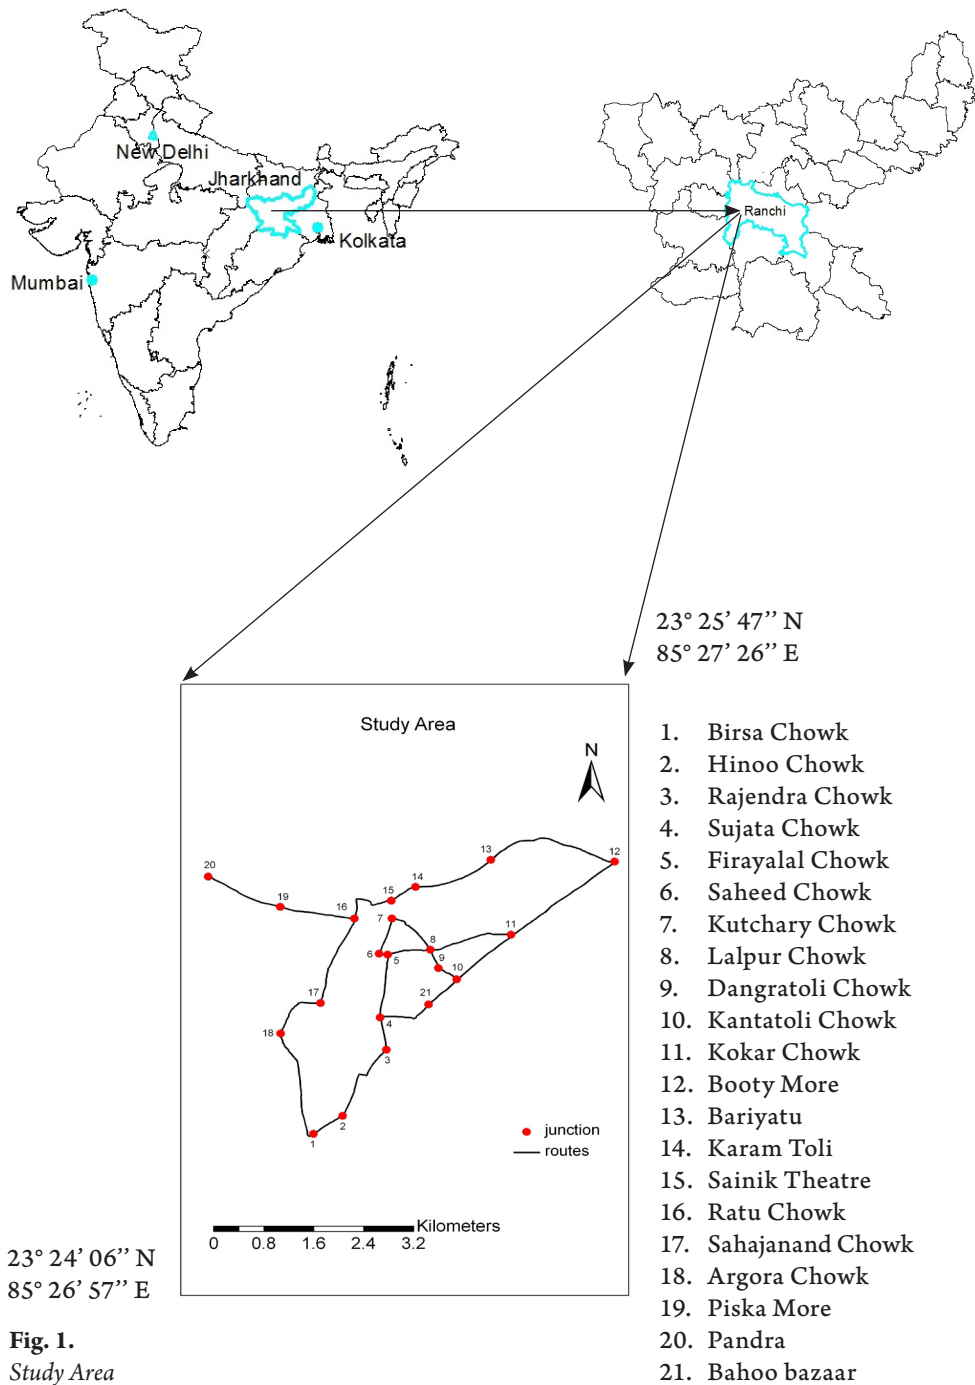 New Delhi
Jharkhand
Kolkata
Mumbai
Ranchi
23° 25’ 47’’ N
85° 27’ 26’’ E
Study Area
N
20
19
16
15
14
13
12
7
6
5
8
11
9
10
17
21
4
18
3
2
1
junction
routes
Kilometers
0 0.8 1.6 2.4 3.2
1. Birsa Chowk
2. Hinoo Chowk
3. Rajendra Chowk
4. Sujata Chowk
5. Firayalal Chowk
6. Saheed Chowk
7. Kutchary Chowk
8. Lalpur Chowk
9. Dangratoli Chowk
10. Kantatoli Chowk
11. Kokar Chowk
12. Booty More
13. Bariyatu
14. Karam Toli
15. Sainik Theatre
16. Ratu Chowk
17. Sahajanand Chowk
18. Argora Chowk
19. Piska More
20. Pandra
21. Bahoo bazaar
23° 24’ 06’’ N
85° 26’ 57’’ E
Fig. 1.
Study Area